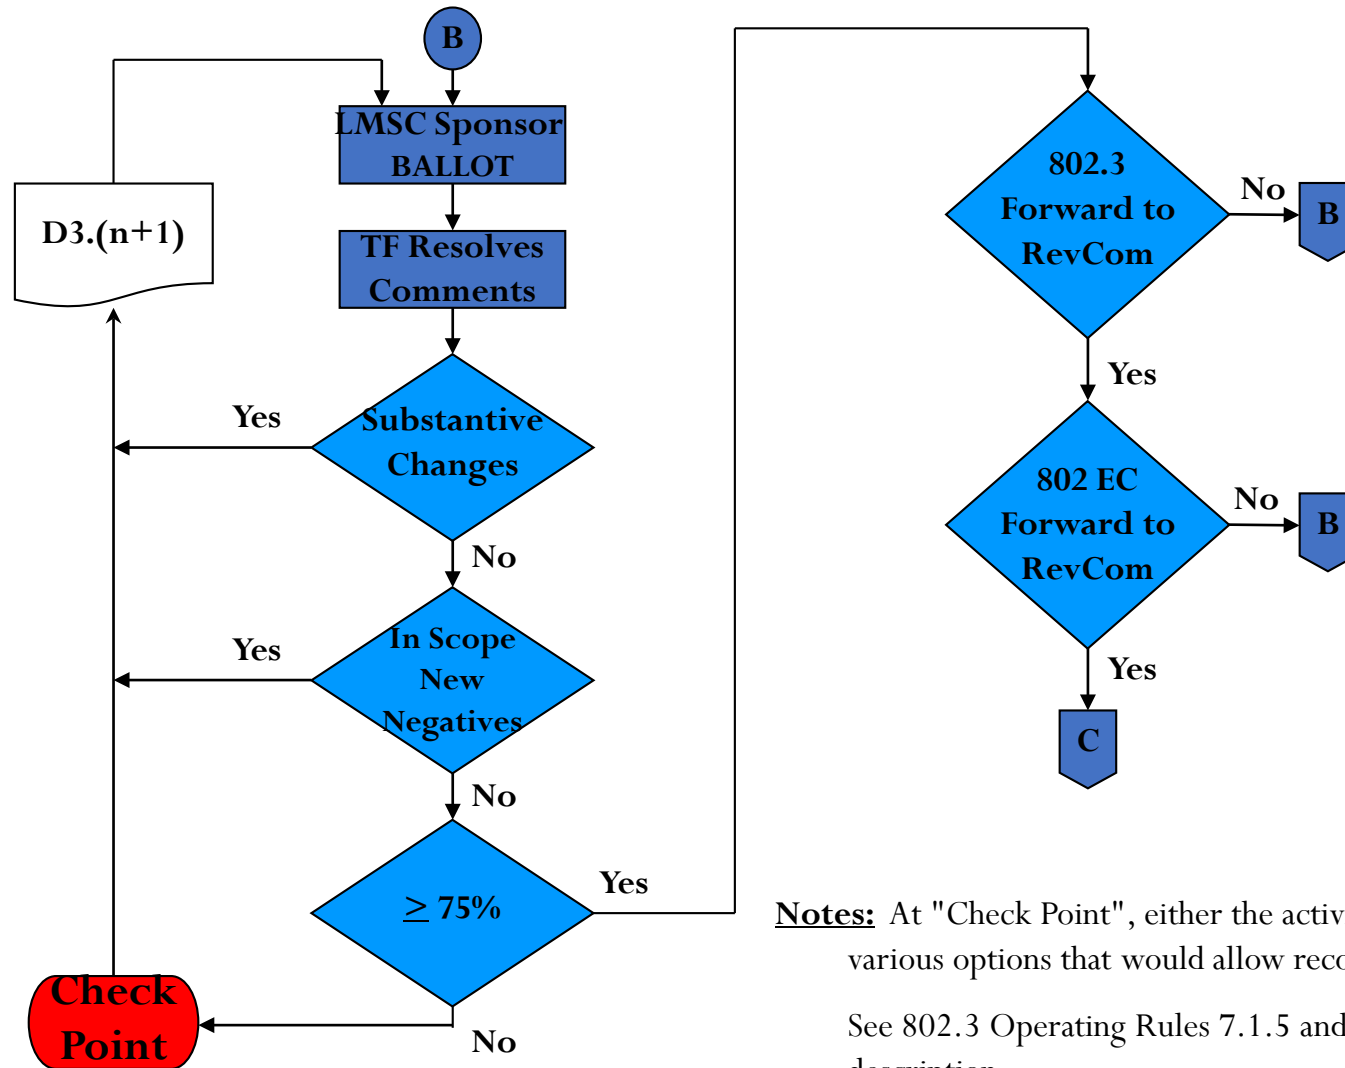 B
LMSC Sponsor
BALLOT
D3.(n+1)
TF Resolves
Comments
Yes
Substantive
Changes
No
Yes
In Scope
New
Negatives
No
≥ 75%
Yes
No
Check
Point
802.3
Forward to
RevCom
No
B
Yes
802 EC
Forward to
RevCom
No
B
Yes
C
Notes: At "Check Point", either the activ
various options that would allow reco
See 802.3 Operating Rules 7.1.5 and
description